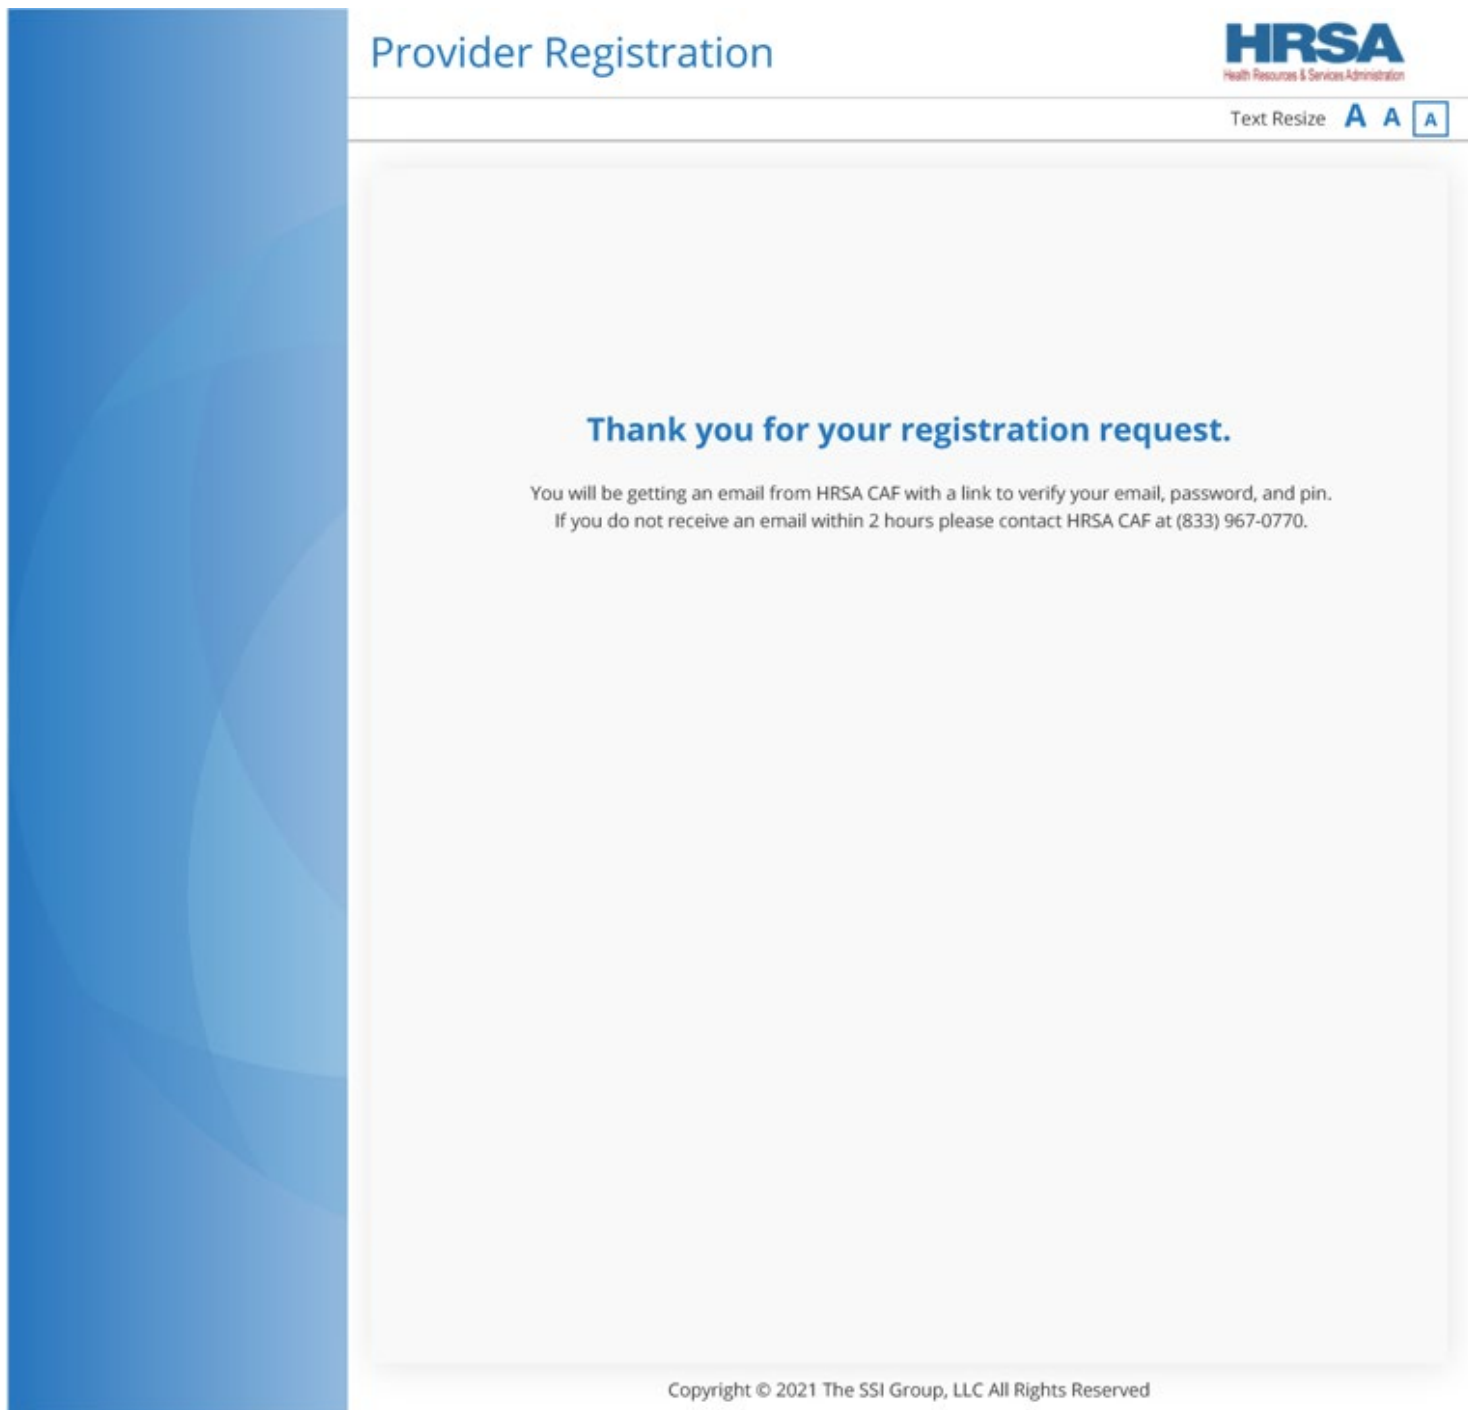 Provider Registration
HRSA
Health Resources & Services Administration
Text Resize A A A
Thank you for your registration request.
You will be getting an email from HRSA CAF with a link to verify your email, password, and pin.
If you do not receive an email within 2 hours please contact HRSA CAF at (833) 967-0770.
Copyright © 2021 The SSI Group, LLC All Rights Reserved